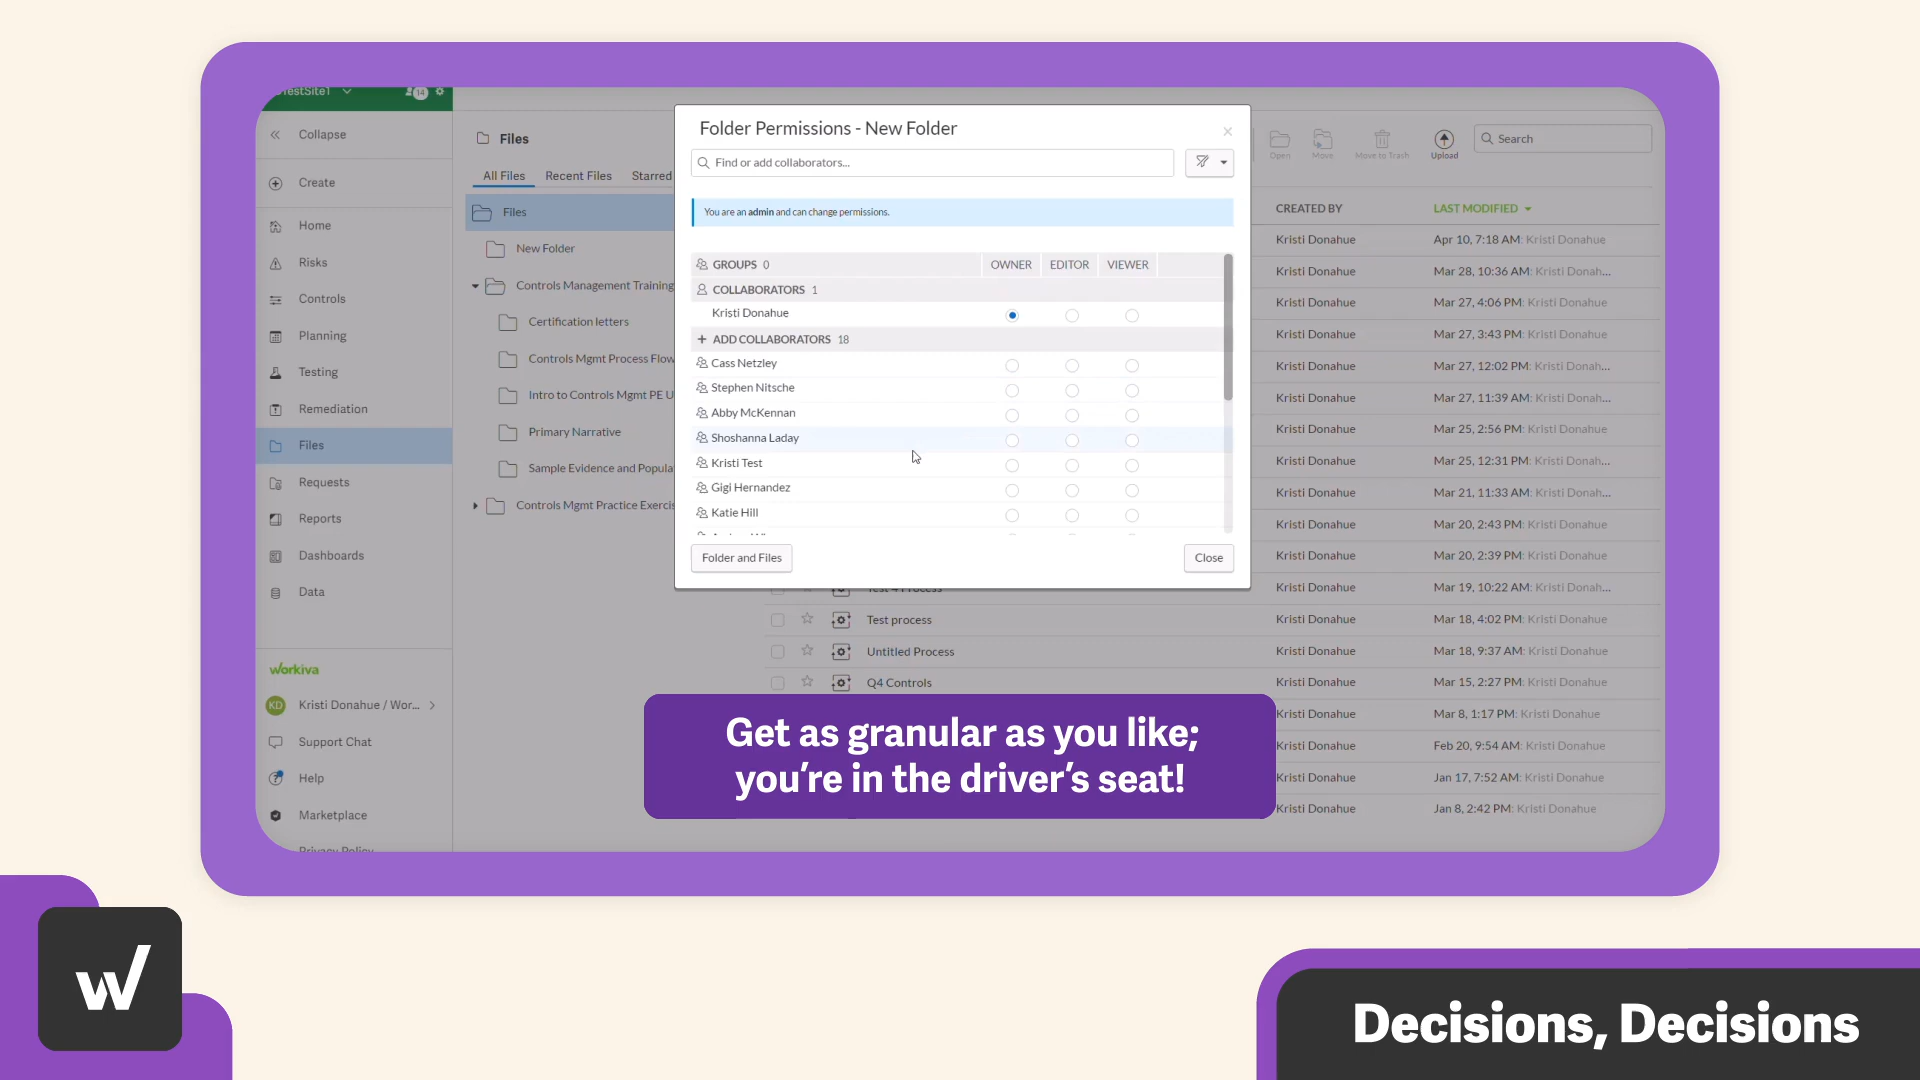 TestSite1
14
Collapse
Create
Home
Risks
Controls
Planning
Testing
Remediation
Files
Requests
Reports
Dashboards
Data
workiva
KD Kristi Donahue / Wor...
Support Chat
Help
Marketplace
Privacy Policy
Files
All Files Recent Files Starred
Files
New Folder
Controls Management Training
Certification letters
Controls Mgmt Process Flow
Intro to Controls Mgmt PE U
Primary Narrative
Sample Evidence and Popula
Controls Mgmt Practice Exercis
Folder Permissions - New Folder
Find or add collaborators...
You are an admin and can change permissions.
GROUPS 0 OWNER EDITOR VIEWER
COLLABORATORS 1
Kristi Donahue
ADD COLLABORATORS 18
Cass Netzley
Stephen Nitsche
Abby McKennan
Shoshanna Laday
Kristi Test
Gigi Hernandez
Katie Hill
Folder and Files Close
Open Move Move to Trash Upload Search
CREATED BY LAST MODIFIED
Kristi Donahue Apr 10, 7:18 AM: Kristi Donahue
Kristi Donahue Mar 28, 10:36 AM: Kristi Donah...
Kristi Donahue Mar 27, 4:06 PM: Kristi Donahue
Kristi Donahue Mar 27, 3:43 PM: Kristi Donahue
Kristi Donahue Mar 27, 12:02 PM: Kristi Donah...
Kristi Donahue Mar 27, 11:39 AM: Kristi Donah...
Kristi Donahue Mar 25, 2:56 PM: Kristi Donahue
Kristi Donahue Mar 25, 12:31 PM: Kristi Donah...
Kristi Donahue Mar 21, 11:33 AM: Kristi Donah...
Kristi Donahue Mar 20, 2:43 PM: Kristi Donahue
Kristi Donahue Mar 20, 2:39 PM: Kristi Donahue
Test 4 Process Kristi Donahue Mar 19, 10:22 AM: Kristi Donah...
Test process Kristi Donahue Mar 18, 4:02 PM: Kristi Donahue
Untitled Process Kristi Donahue Mar 18, 9:37 AM: Kristi Donahue
Q4 Controls Kristi Donahue Mar 15, 2:27 PM: Kristi Donahue
Kristi Donahue Mar 8, 1:17 PM: Kristi Donahue
Kristi Donahue Feb 20, 9:54 AM: Kristi Donahue
Kristi Donahue Jan 17, 7:52 AM: Kristi Donahue
Kristi Donahue Jan 8, 2:42 PM: Kristi Donahue
Get as granular as you like;
you're in the driver's seat!
w
Decisions, Decisions